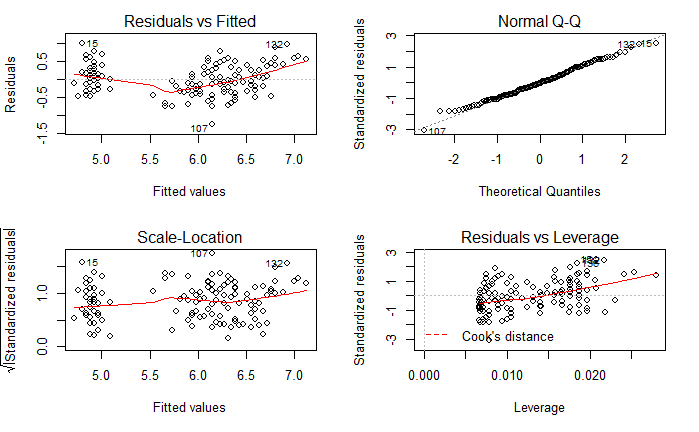 Residuals vs Fitted
Residuals
-1.5 -0.5 0.5
15
132
107
5.0 5.5 6.0 6.5 7.0
Fitted values
Normal Q-Q
Standardized residuals
-3 -1 1 3
132 15
107
-2 -1 0 1 2
Theoretical Quantiles
Scale-Location
√|Standardized residuals|
0.0 1.0
15
107
132
5.0 5.5 6.0 6.5 7.0
Fitted values
Residuals vs Leverage
Standardized residuals
-3 -1 1 3
Cook's distance
0.000 0.010 0.020
Leverage